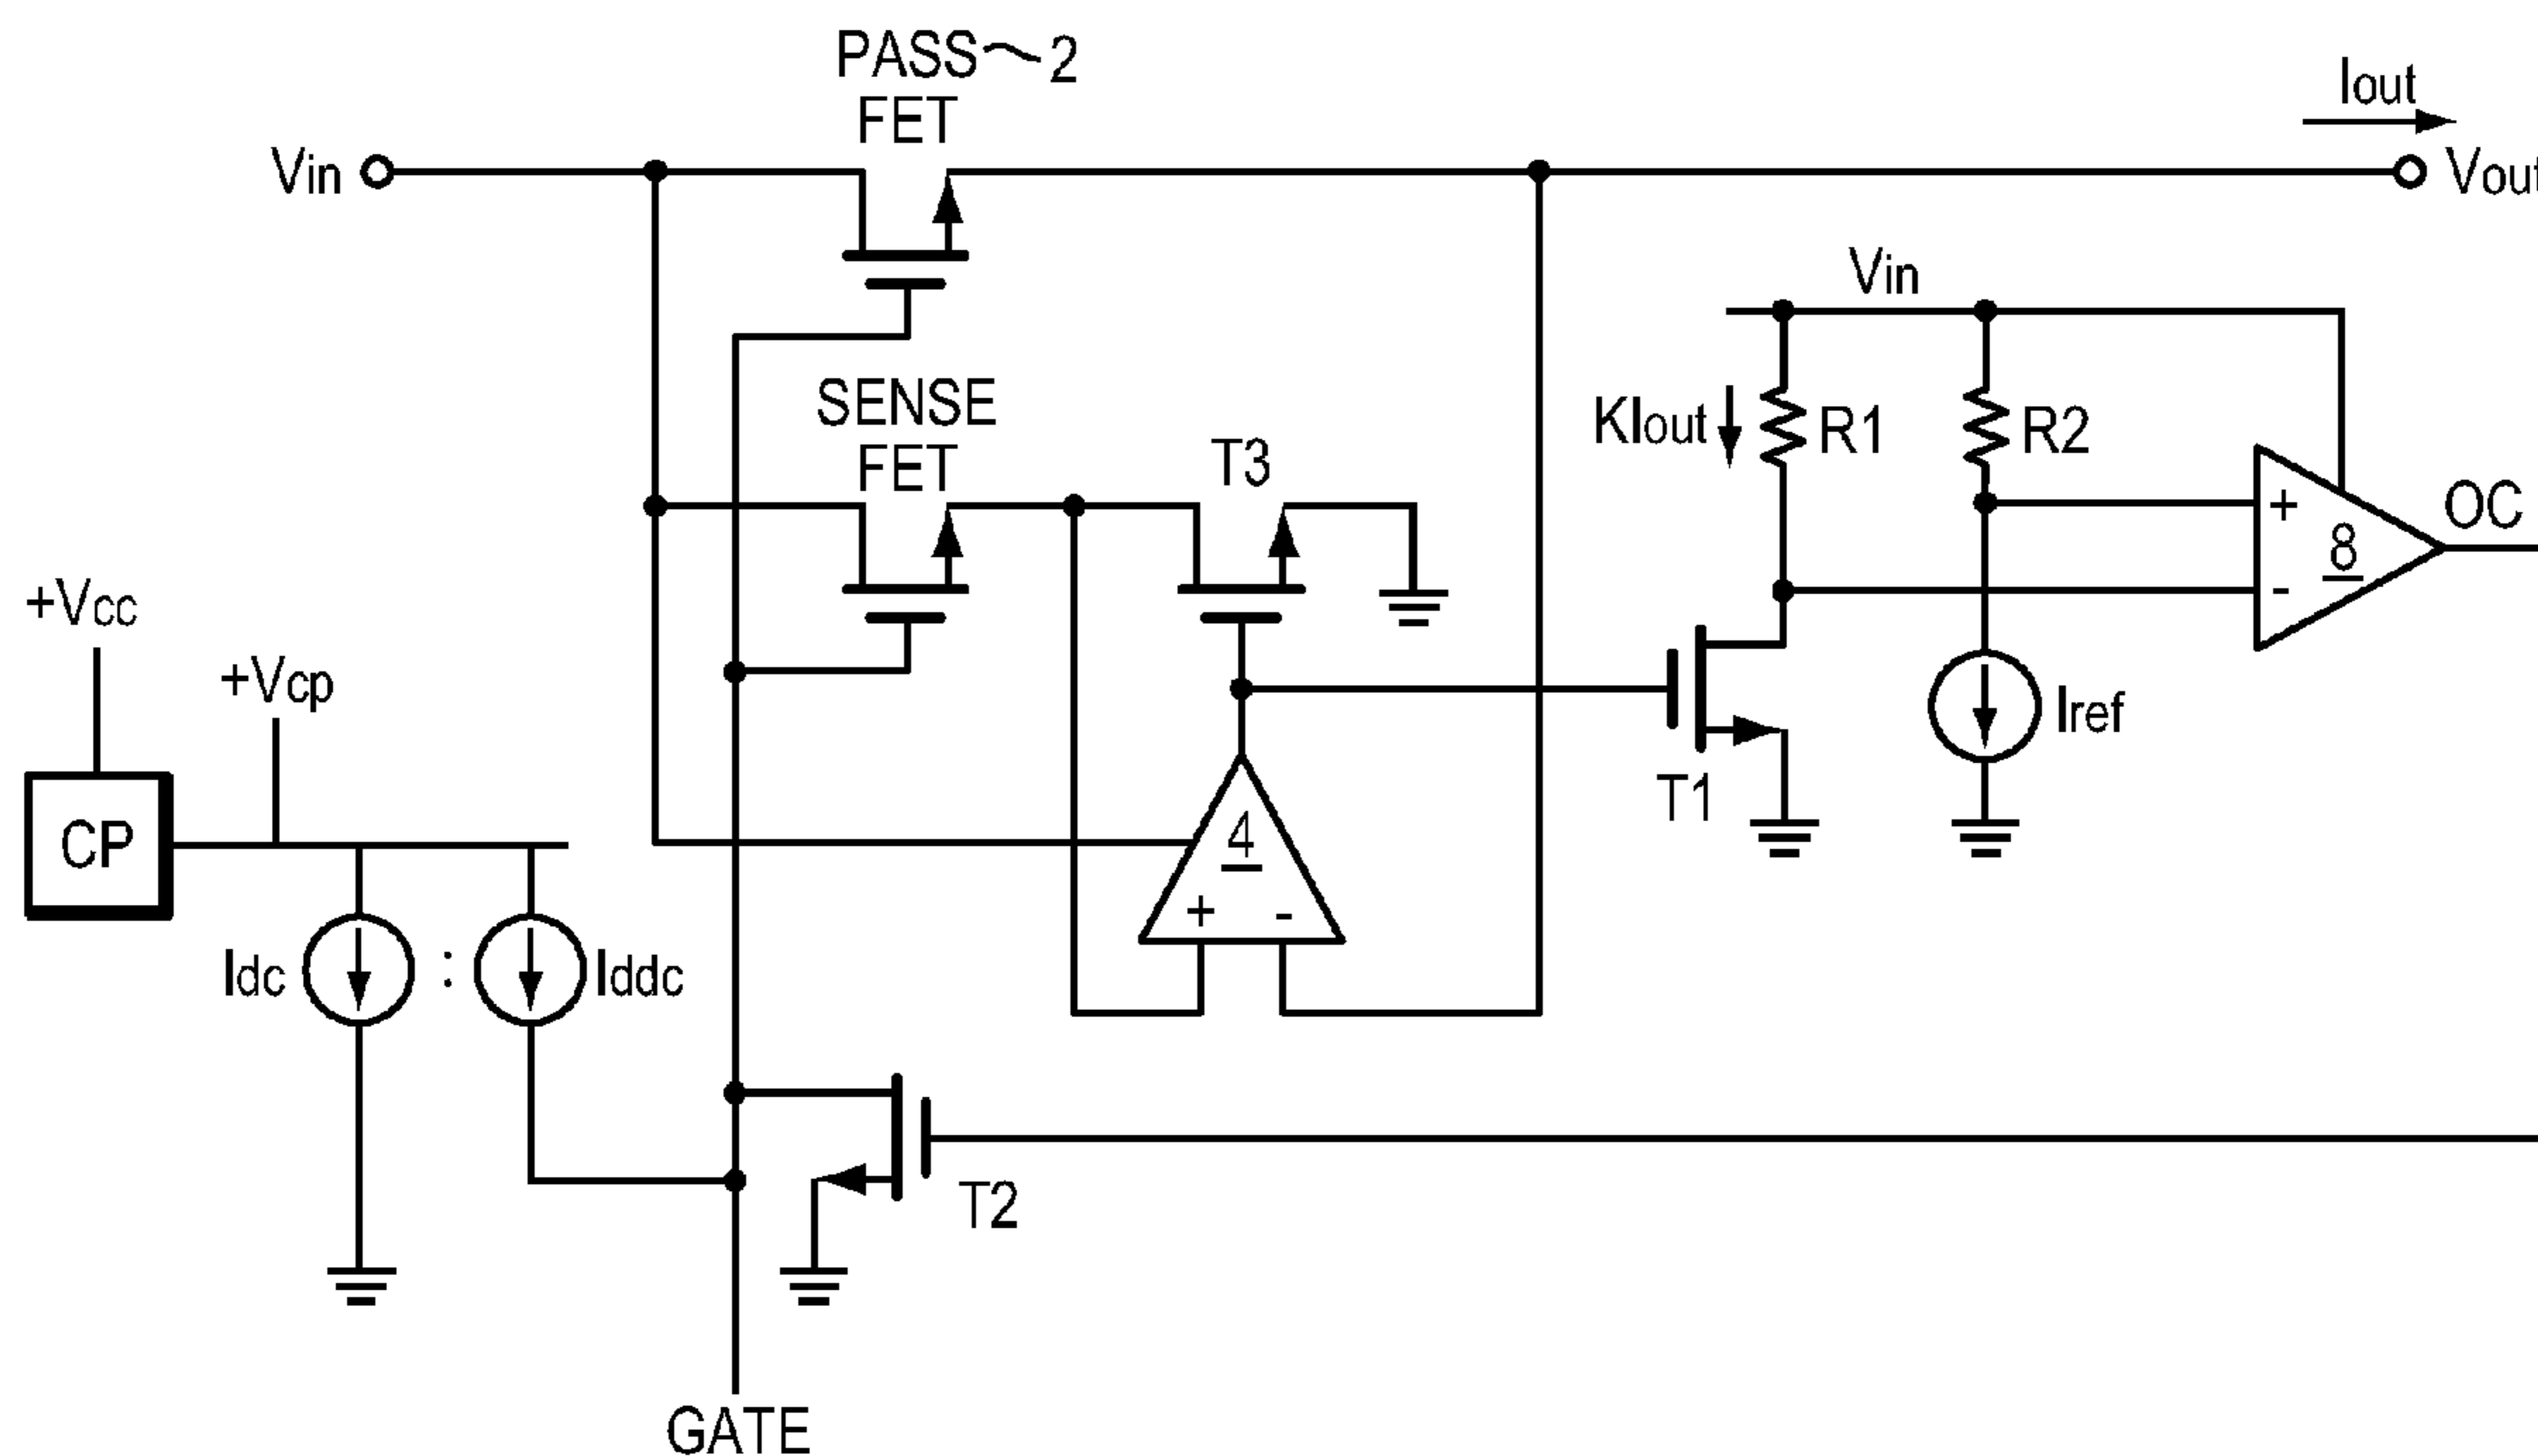 PASS 2
FET
Iout
Vin
Vout
Vin
SENSE
FET
T3
KIout
R1
R2
+
8
-
OC
+Vcc
+Vcp
Iref
T1
CP
4
+ -
Idc : Iddc
T2
GATE